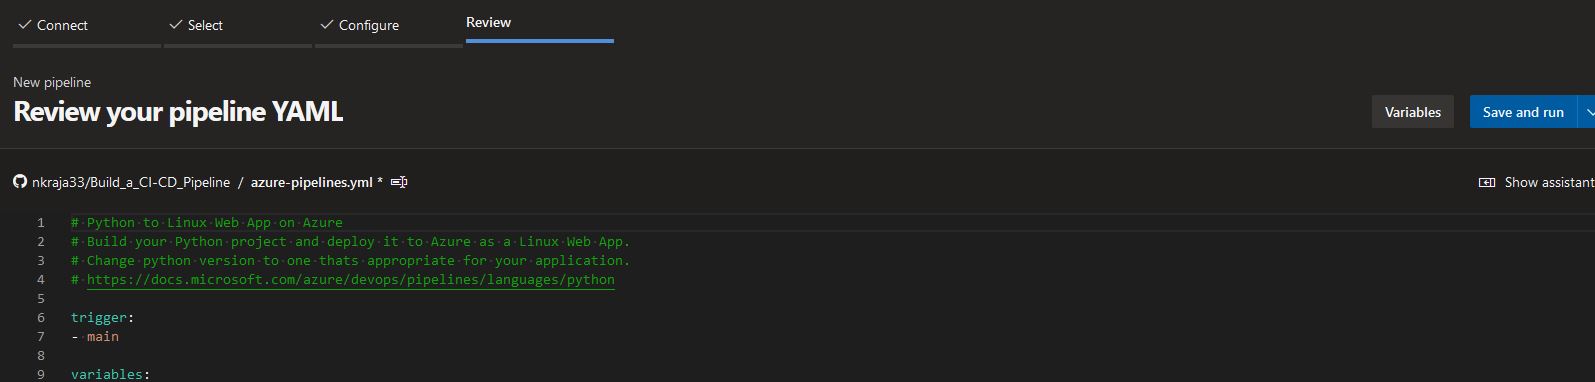 Connect Select Configure Review
New pipeline
Review your pipeline YAML
Variables Save and run
nkraja33/Build_a_CI-CD_Pipeline / azure-pipelines.yml * Show assistant
1 # Python to Linux Web App on Azure
2 # Build your Python project and deploy it to Azure as a Linux Web App.
3 # Change python version to one thats appropriate for your application.
4 # https://docs.microsoft.com/azure/devops/pipelines/languages/python
5
6 trigger:
7 - main
8
9 variables: